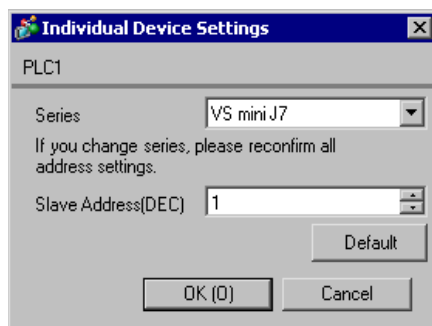 Individual Device Settings
PLC1
Series
VS mini J7
If you change series, please reconfirm all
address settings.
Slave Address(DEC)
1
Default
OK (O)
Cancel